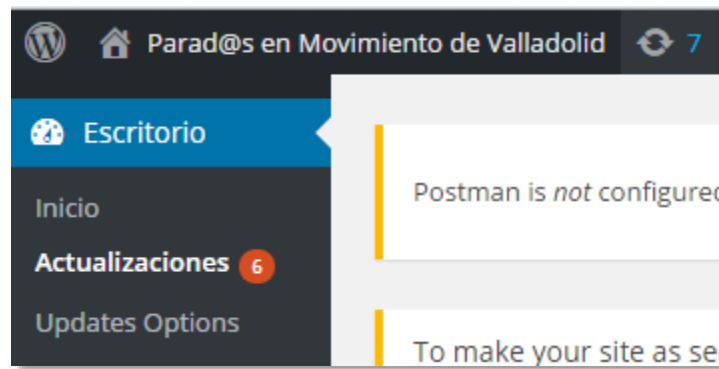 Parad@s en Movimiento de Valladolid 7
Escritorio
Inicio
Actualizaciones 6
Updates Options
Postman is not configured
To make your site as se